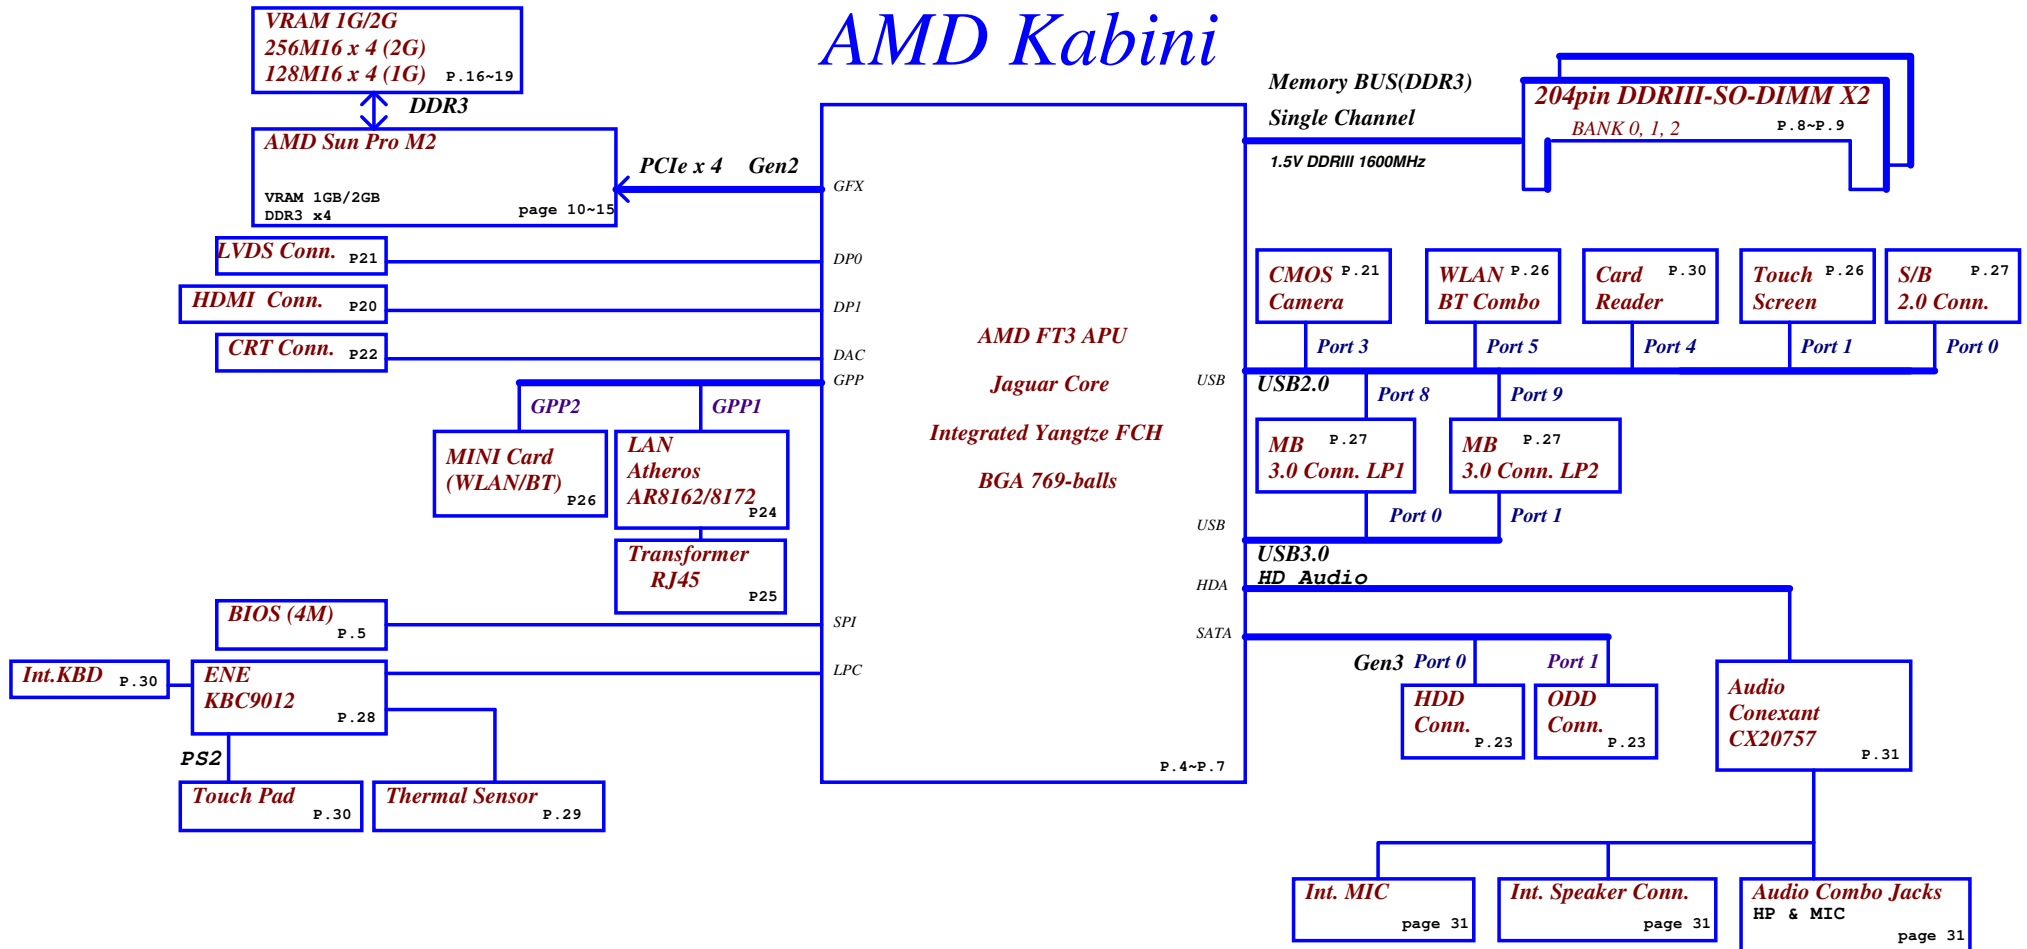 AMD Kabini
VRAM 1G/2G
256M16 x 4 (2G)
128M16 x 4 (1G) P.16~19
DDR3
AMD Sun Pro M2
VRAM 1GB/2GB
DDR3 x4 page 10~15
PCIe x 4 Gen2
GFX
Memory BUS(DDR3)
Single Channel
1.5V DDRIII 1600MHz
204pin DDRIII-SO-DIMM X2
BANK 0, 1, 2 P.8~P.9
LVDS Conn. P21
DP0
HDMI Conn. P20
DP1
CRT Conn. P22
DAC
GPP
GPP2
GPP1
MINI Card
(WLAN/BT)
P26
LAN
Atheros
AR8162/8172
P24
Transformer
RJ45
P25
BIOS (4M)
P.5
SPI
Int.KBD P.30
ENE
KBC9012
P.28
LPC
PS2
Touch Pad
P.30
Thermal Sensor
P.29
AMD FT3 APU
Jaguar Core
Integrated Yangtze FCH
BGA 769-balls
P.4~P.7
CMOS P.21
Camera
WLAN P.26
BT Combo
Card P.30
Reader
Touch P.26
Screen
S/B P.27
2.0 Conn.
Port 3
Port 5
Port 4
Port 1
Port 0
USB
USB2.0
Port 8
Port 9
MB P.27
3.0 Conn. LP1
MB P.27
3.0 Conn. LP2
Port 0
Port 1
USB
USB3.0
HD Audio
HDA
SATA
Gen3 Port 0
Port 1
HDD
Conn.
P.23
ODD
Conn.
P.23
Audio
Conexant
CX20757
P.31
Int. MIC
page 31
Int. Speaker Conn.
page 31
Audio Combo Jacks
HP & MIC
page 31